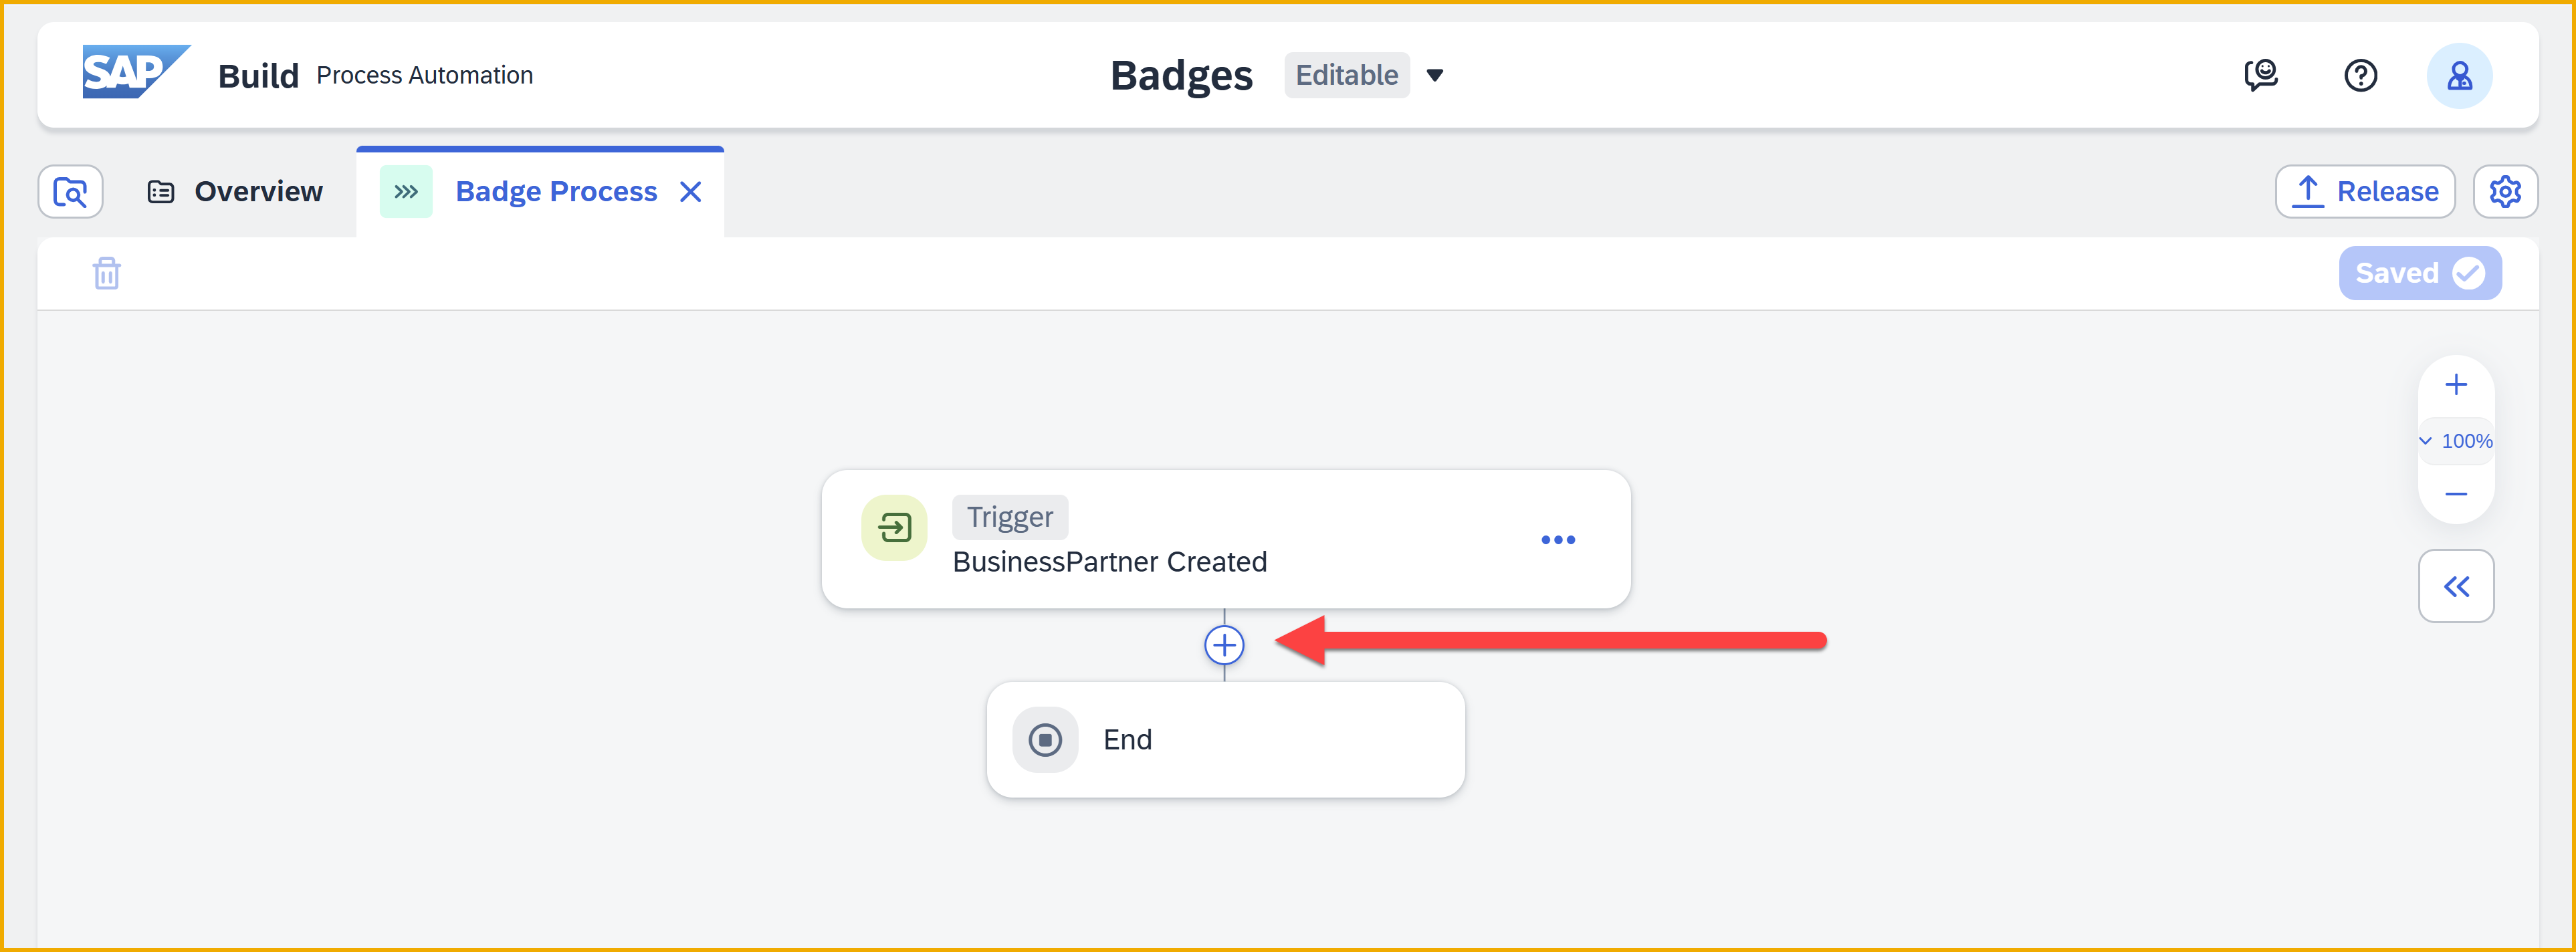 SAP Build Process Automation
Badges Editable
Overview
Badge Process
Release
Saved
100%
Trigger
BusinessPartner Created
End